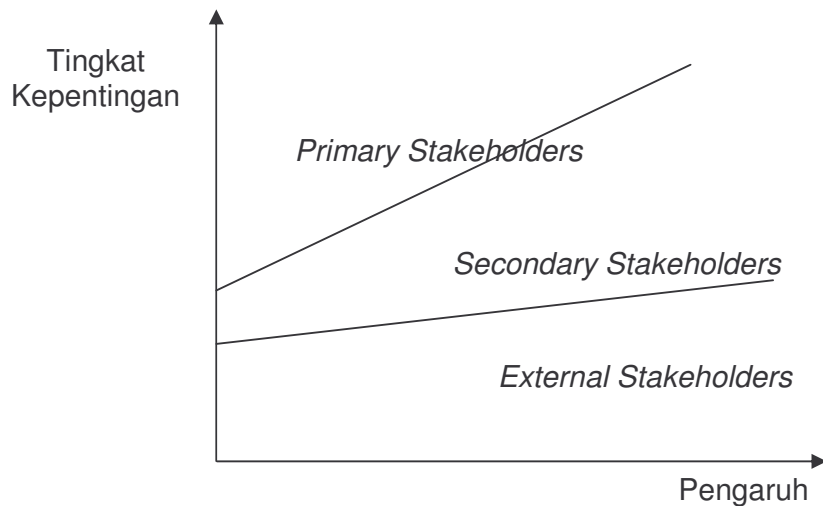 Tingkat
Kepentingan
Primary Stakeholders
Secondary Stakeholders
External Stakeholders
Pengaruh